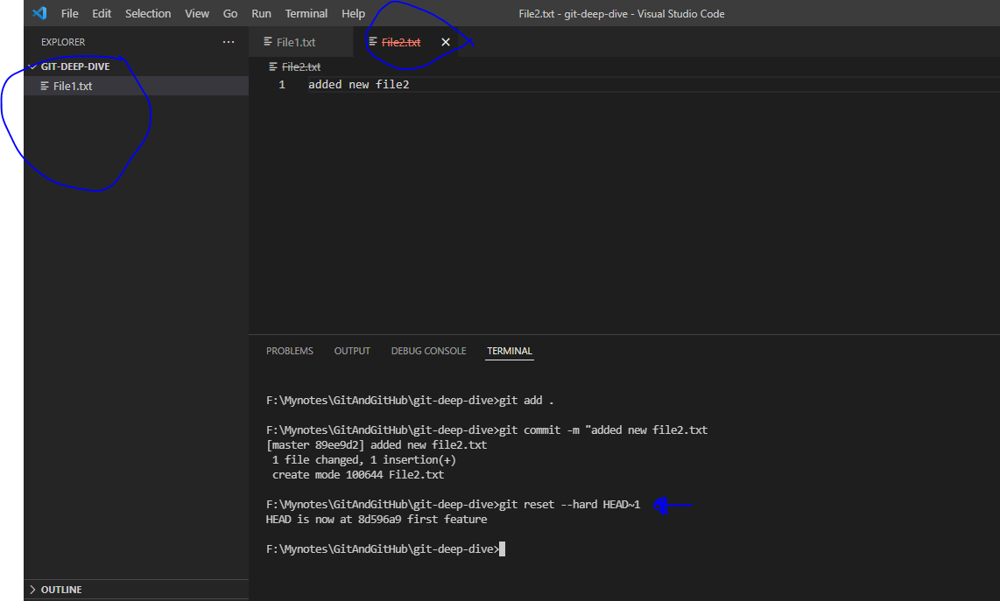 File Edit Selection View Go Run Terminal Help File2.txt - git-deep-dive - Visual Studio Code
EXPLORER ···
GIT-DEEP-DIVE
File1.txt
File1.txt File2.txt
File2.txt
1 added new file2
PROBLEMS OUTPUT DEBUG CONSOLE TERMINAL
F:\Mynotes\GitAndGitHub\git-deep-dive>git add .
F:\Mynotes\GitAndGitHub\git-deep-dive>git commit -m "added new file2.txt
[master 89ee9d2] added new file2.txt
1 file changed, 1 insertion(+)
create mode 100644 File2.txt
F:\Mynotes\GitAndGitHub\git-deep-dive>git reset --hard HEAD~1
HEAD is now at 8d596a9 first feature
F:\Mynotes\GitAndGitHub\git-deep-dive>
OUTLINE